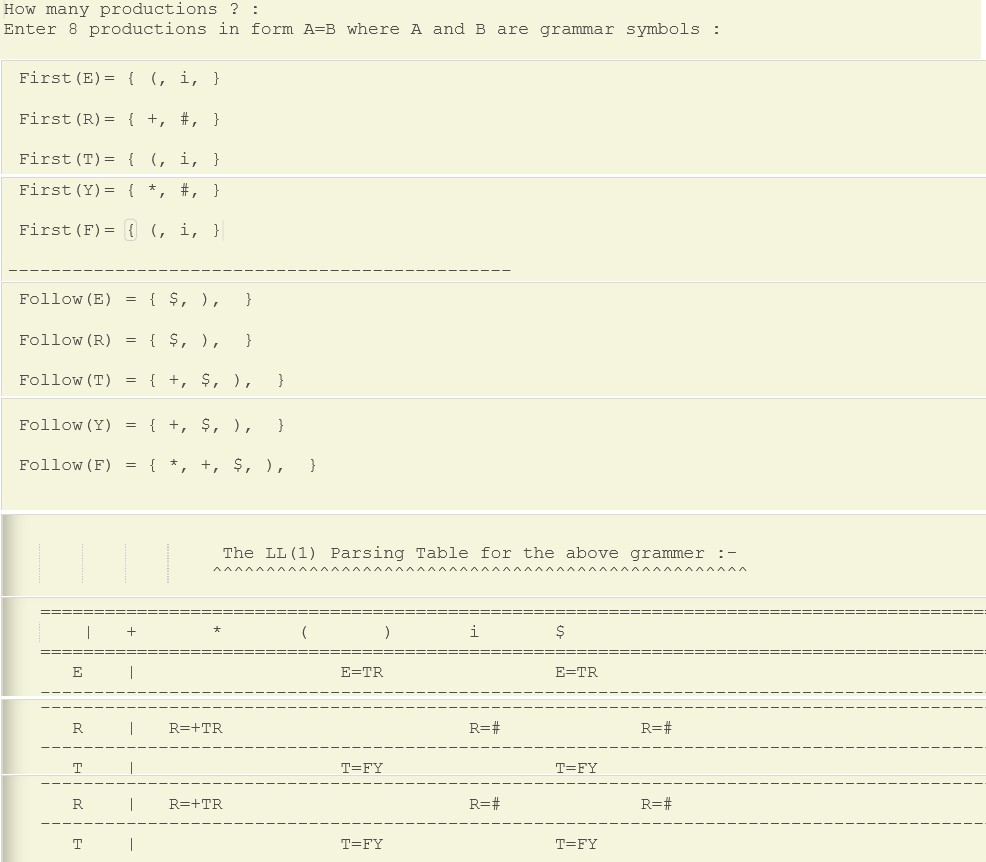 How many productions ? :
Enter 8 productions in form A=B where A and B are grammar symbols :
First(E)= { (, i, }
First(R)= { +, #, }
First(T)= { (, i, }
First(Y)= { *, #, }
First(F)= { (, i, }
-----------------------------------------------
Follow(E) = { $, ),  }
Follow(R) = { $, ),  }
Follow(T) = { +, $, ),  }
Follow(Y) = { +, $, ),  }
Follow(F) = { *, +, $, ),  }
The LL(1) Parsing Table for the above grammer :-
^^^^^^^^^^^^^^^^^^^^^^^^^^^^^^^^^^^^^^^^^^^^^^^^^^
========================================================================================
| + * ( ) i $
========================================================================================
E | E=TR E=TR
----------------------------------------------------------------------------------------
----------------------------------------------------------------------------------------
R | R=+TR R=# R=#
----------------------------------------------------------------------------------------
T | T=FY T=FY
----------------------------------------------------------------------------------------
R | R=+TR R=# R=#
----------------------------------------------------------------------------------------
T | T=FY T=FY